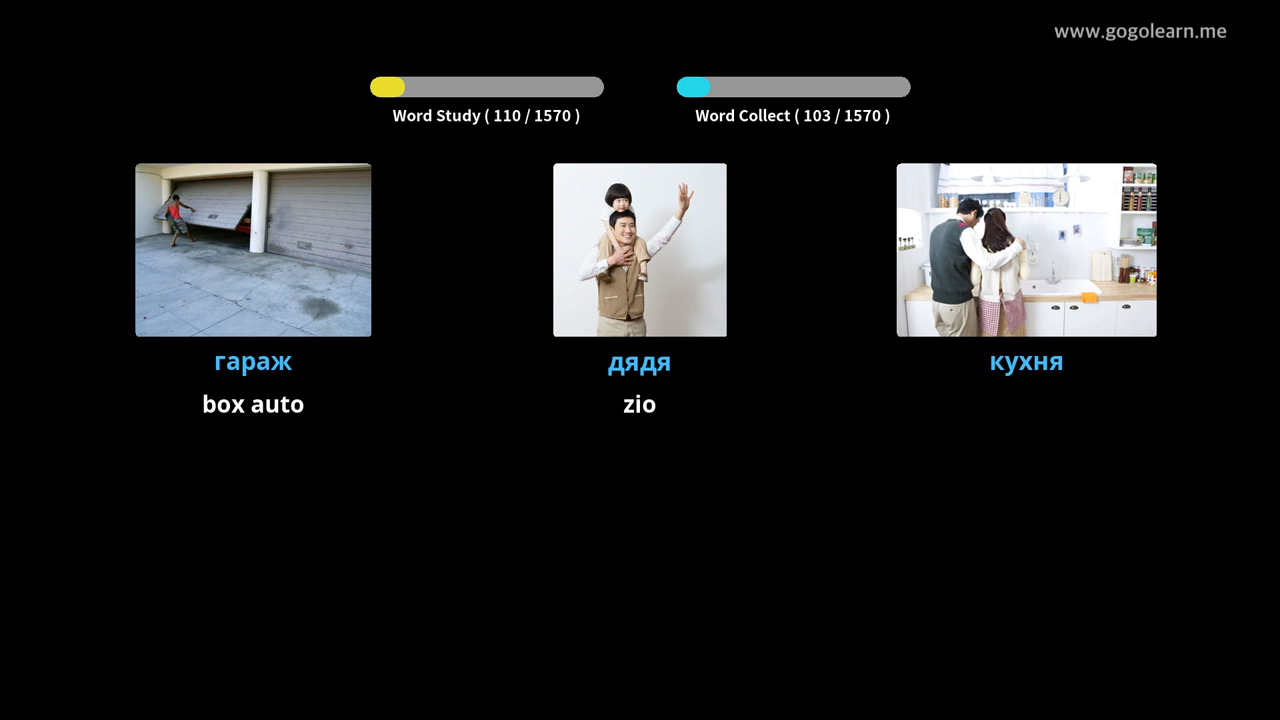 www.gogolearn.me
Word Study ( 110 / 1570 )
Word Collect ( 103 / 1570 )
гараж
дядя
кухня
box auto
zio